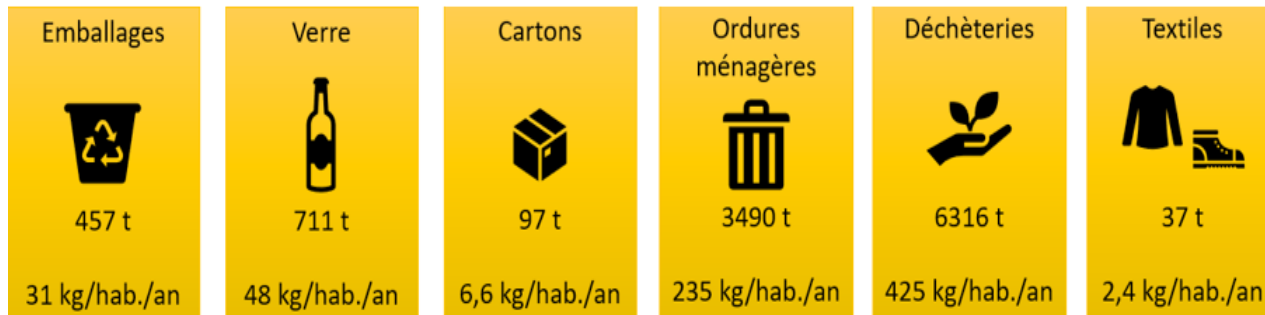 Emballages
457 t
31 kg/hab./an
Verre
711 t
48 kg/hab./an
Cartons
97 t
6,6 kg/hab./an
Ordures
ménagères
3490 t
235 kg/hab./an
Déchèteries
6316 t
425 kg/hab./an
Textiles
37 t
2,4 kg/hab./an